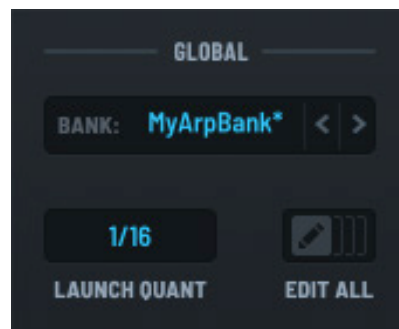 GLOBAL
BANK: MyArpBank* < >
1/16
LAUNCH QUANT EDIT ALL